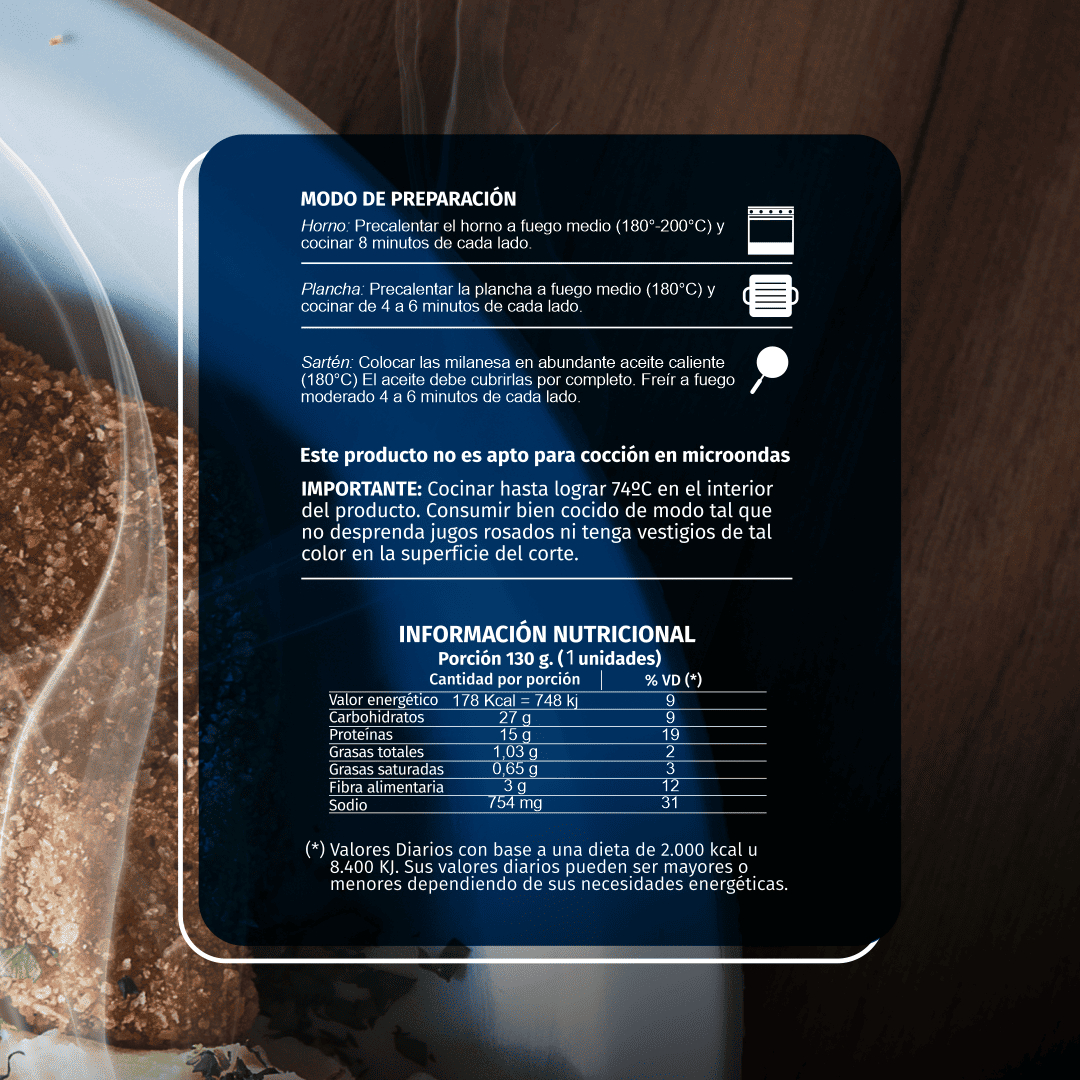 MODO DE PREPARACIÓN
Horno: Precalentar el horno a fuego medio (180°-200°C) y
cocinar 8 minutos de cada lado.
Plancha: Precalentar la plancha a fuego medio (180°C) y
cocinar de 4 a 6 minutos de cada lado.
Sartén: Colocar las milanesa en abundante aceite caliente
(180°C) El aceite debe cubrirlas por completo. Freír a fuego
moderado 4 a 6 minutos de cada lado.
Este producto no es apto para cocción en microondas
IMPORTANTE: Cocinar hasta lograr 74ºC en el interior
del producto. Consumir bien cocido de modo tal que
no desprenda jugos rosados ni tenga vestigios de tal
color en la superficie del corte.
INFORMACIÓN NUTRICIONAL
Porción 130 g. (1 unidades)
Cantidad por porción % VD (*)
Valor energético 178 Kcal = 748 kj 9
Carbohidratos 27 g 9
Proteínas 15 g 19
Grasas totales 1,03 g 2
Grasas saturadas 0,65 g 3
Fibra alimentaria 3 g 12
Sodio 754 mg 31
(*) Valores Diarios con base a una dieta de 2.000 kcal u
8.400 KJ. Sus valores diarios pueden ser mayores o
menores dependiendo de sus necesidades energéticas.